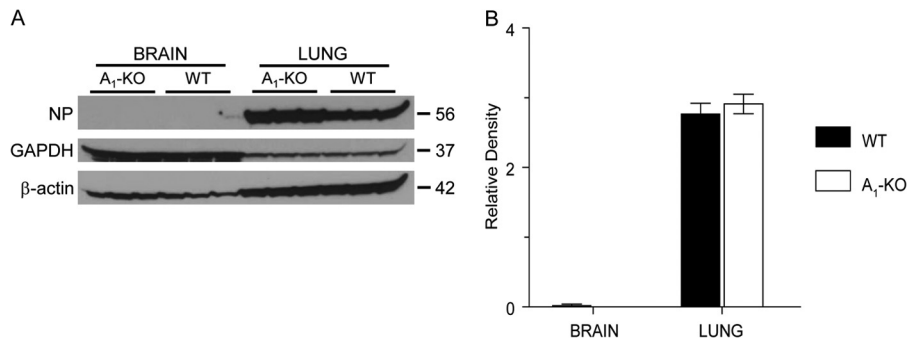 A
BRAIN LUNG
A₁-KO WT A₁-KO WT
NP 56
GAPDH 37
β-actin 42
B
Relative Density
4
2
0
BRAIN LUNG
WT
A₁-KO